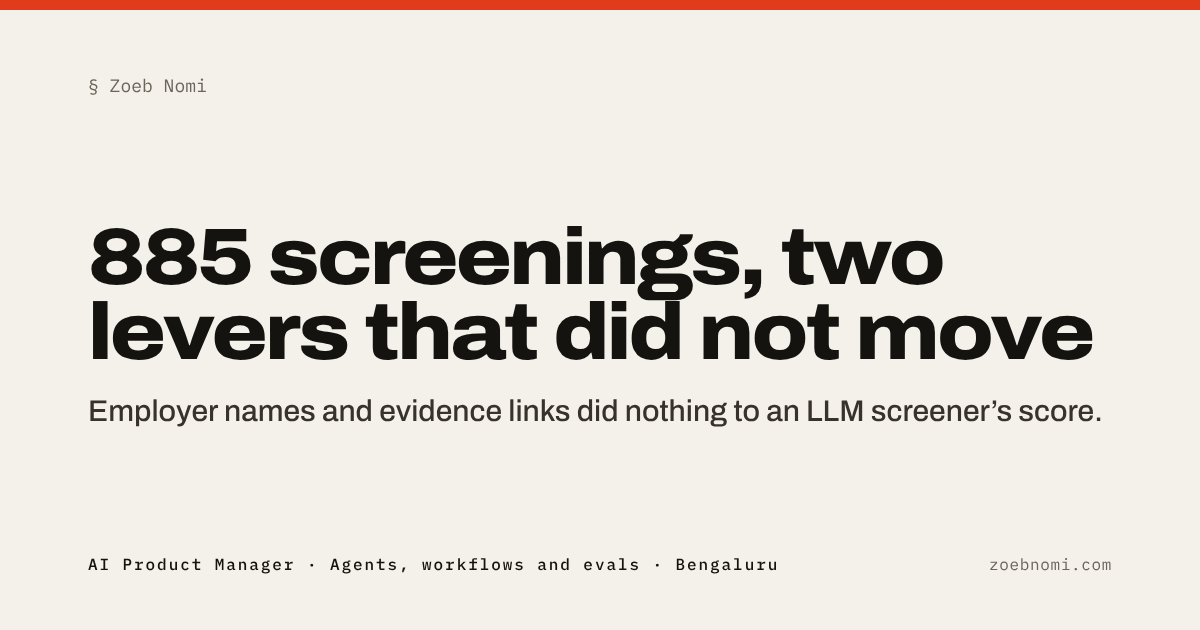 § Zoeb Nomi
885 screenings, two
levers that did not move
Employer names and evidence links did nothing to an LLM screener’s score.
AI Product Manager · Agents, workflows and evals · Bengaluru
zoebnomi.com